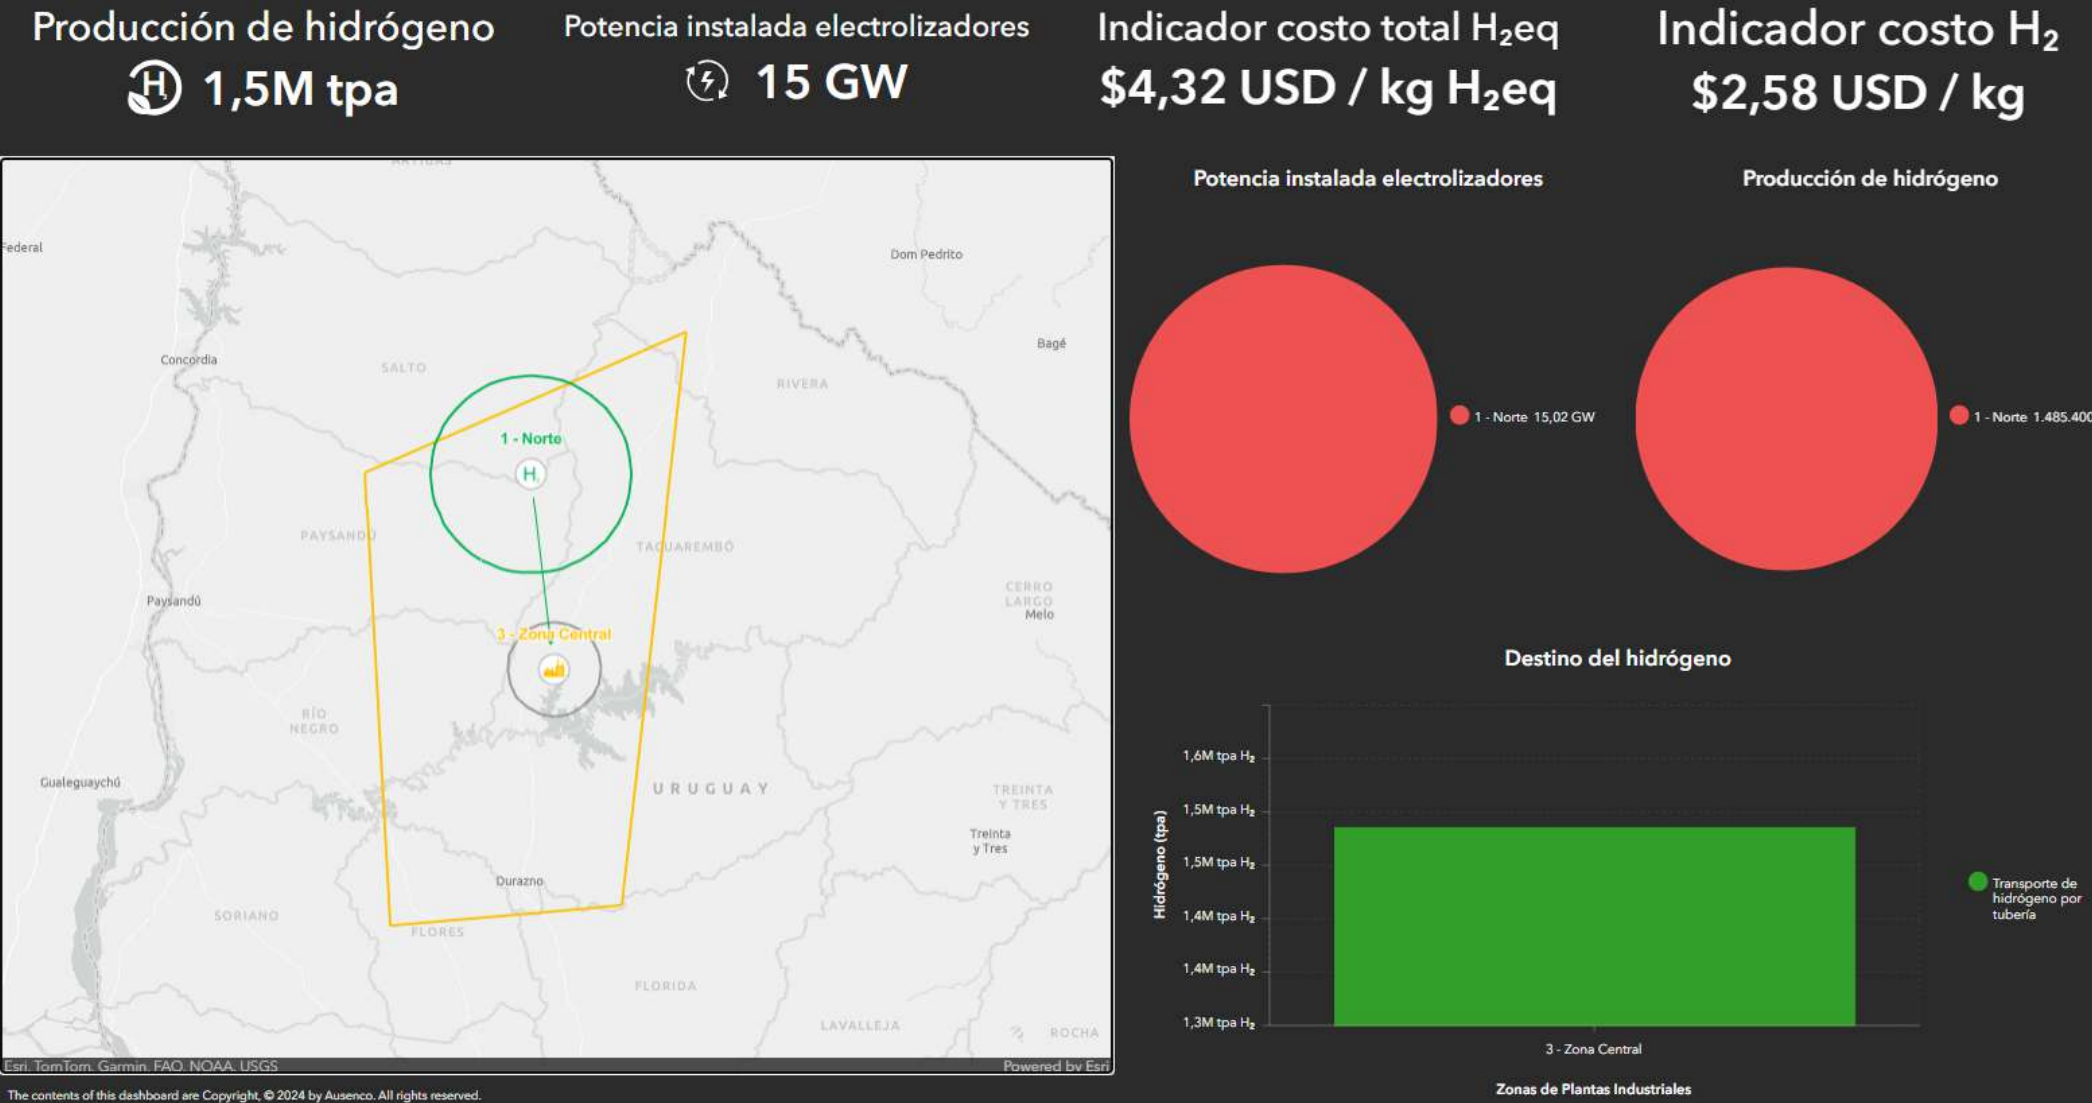 Producción de hidrógeno
1,5M tpa
Potencia instalada electrolizadores
15 GW
Indicador costo total H₂eq
$4,32 USD / kg H₂eq
Indicador costo H₂
$2,58 USD / kg
ARTIGAS
Federal
Dom Pedrito
Concordia
SALTO
Bagé
RIVERA
1 - Norte
H
PAYSANDÚ
TACUAREMBÓ
CERRO
LARGO
Melo
Paysandú
3 - Zona Central
RÍO
NEGRO
Gualeguaychú
URUGUAY
TREINTA
Y TRES
Treinta
y Tres
Durazno
SORIANO
FLORES
FLORIDA
LAVALLEJA
ROCHA
Esri, TomTom, Garmin, FAO, NOAA, USGS
Powered by Esri
The contents of this dashboard are Copyright, © 2024 by Ausenco. All rights reserved.
Potencia instalada electrolizadores
1 - Norte 15,02 GW
Producción de hidrógeno
1 - Norte 1.485.400
Destino del hidrógeno
Hidrógeno (tpa)
1,6M tpa H₂
1,5M tpa H₂
1,5M tpa H₂
1,4M tpa H₂
1,4M tpa H₂
1,3M tpa H₂
3 - Zona Central
Zonas de Plantas Industriales
Transporte de
hidrógeno por
tubería